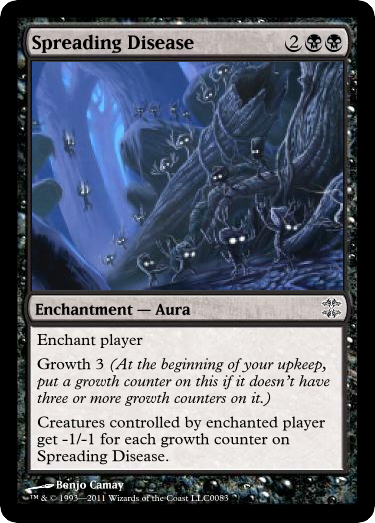 Spreading Disease 2
Enchantment — Aura
Enchant player
Growth 3 (At the beginning of your upkeep,
put a growth counter on this if it doesn't have
three or more growth counters on it.)
Creatures controlled by enchanted player
get -1/-1 for each growth counter on
Spreading Disease.
Benjo Camay
™ & © 1993–2011 Wizards of the Coast LLC0083